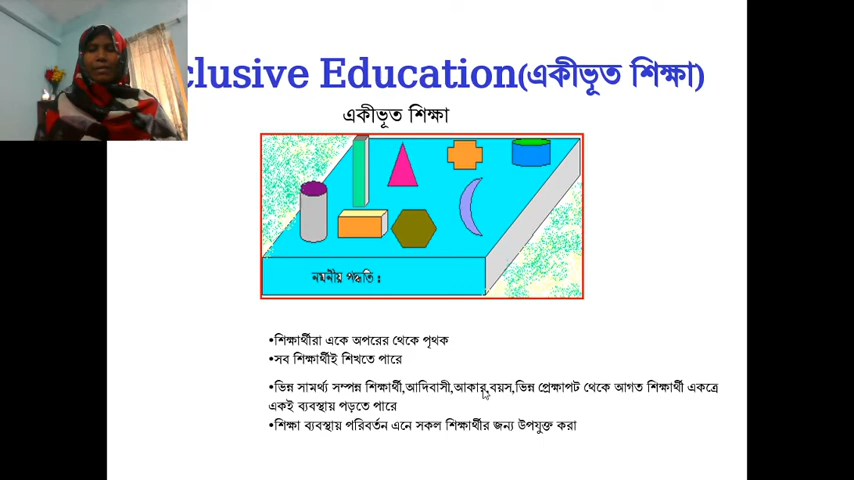 clusive Education(একীভূত শিক্ষা)
একীভূত শিক্ষা
নমনীয় পদ্ধতি :
•শিক্ষার্থীরা একে অপরের থেকে পৃথক
•সব শিক্ষার্থীই শিখতে পারে
•ভিন্ন সামর্থ্য সম্পন্ন শিক্ষার্থী,আদিবাসী,আকার,বয়স,ভিন্ন প্রেক্ষাপট থেকে আগত শিক্ষার্থী একত্রে
একই ব্যবস্থায় পড়তে পারে
•শিক্ষা ব্যবস্থায় পরিবর্তন এনে সকল শিক্ষার্থীর জন্য উপযুক্ত করা